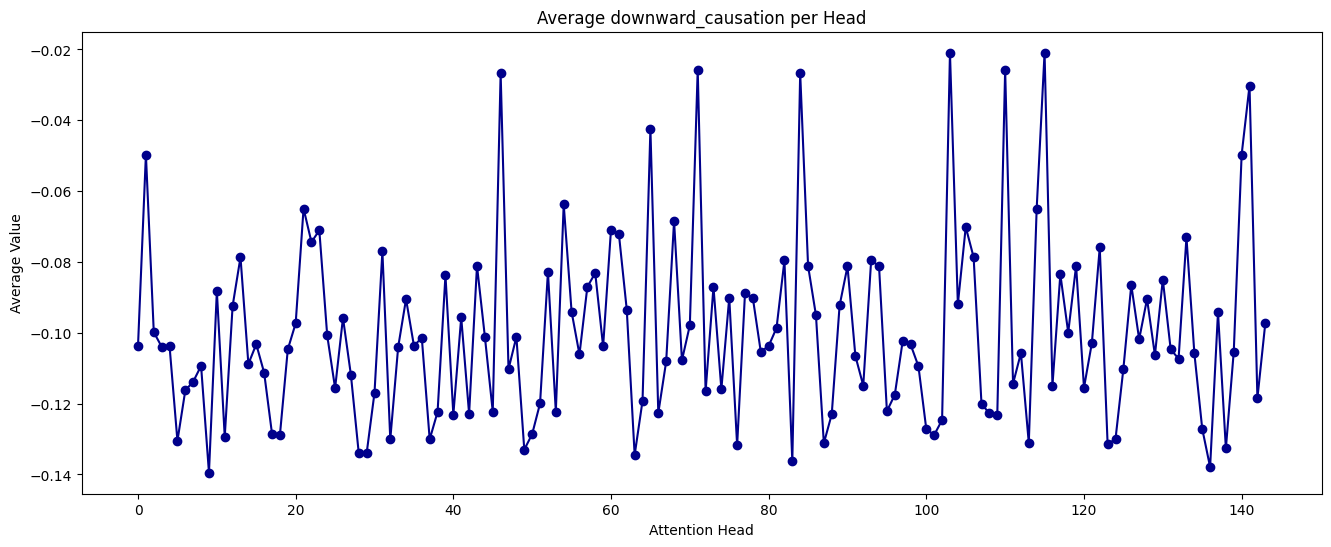 Average downward_causation per Head
Average Value
−0.02
−0.04
−0.06
−0.08
−0.10
−0.12
−0.14
0 20 40 60 80 100 120 140
Attention Head